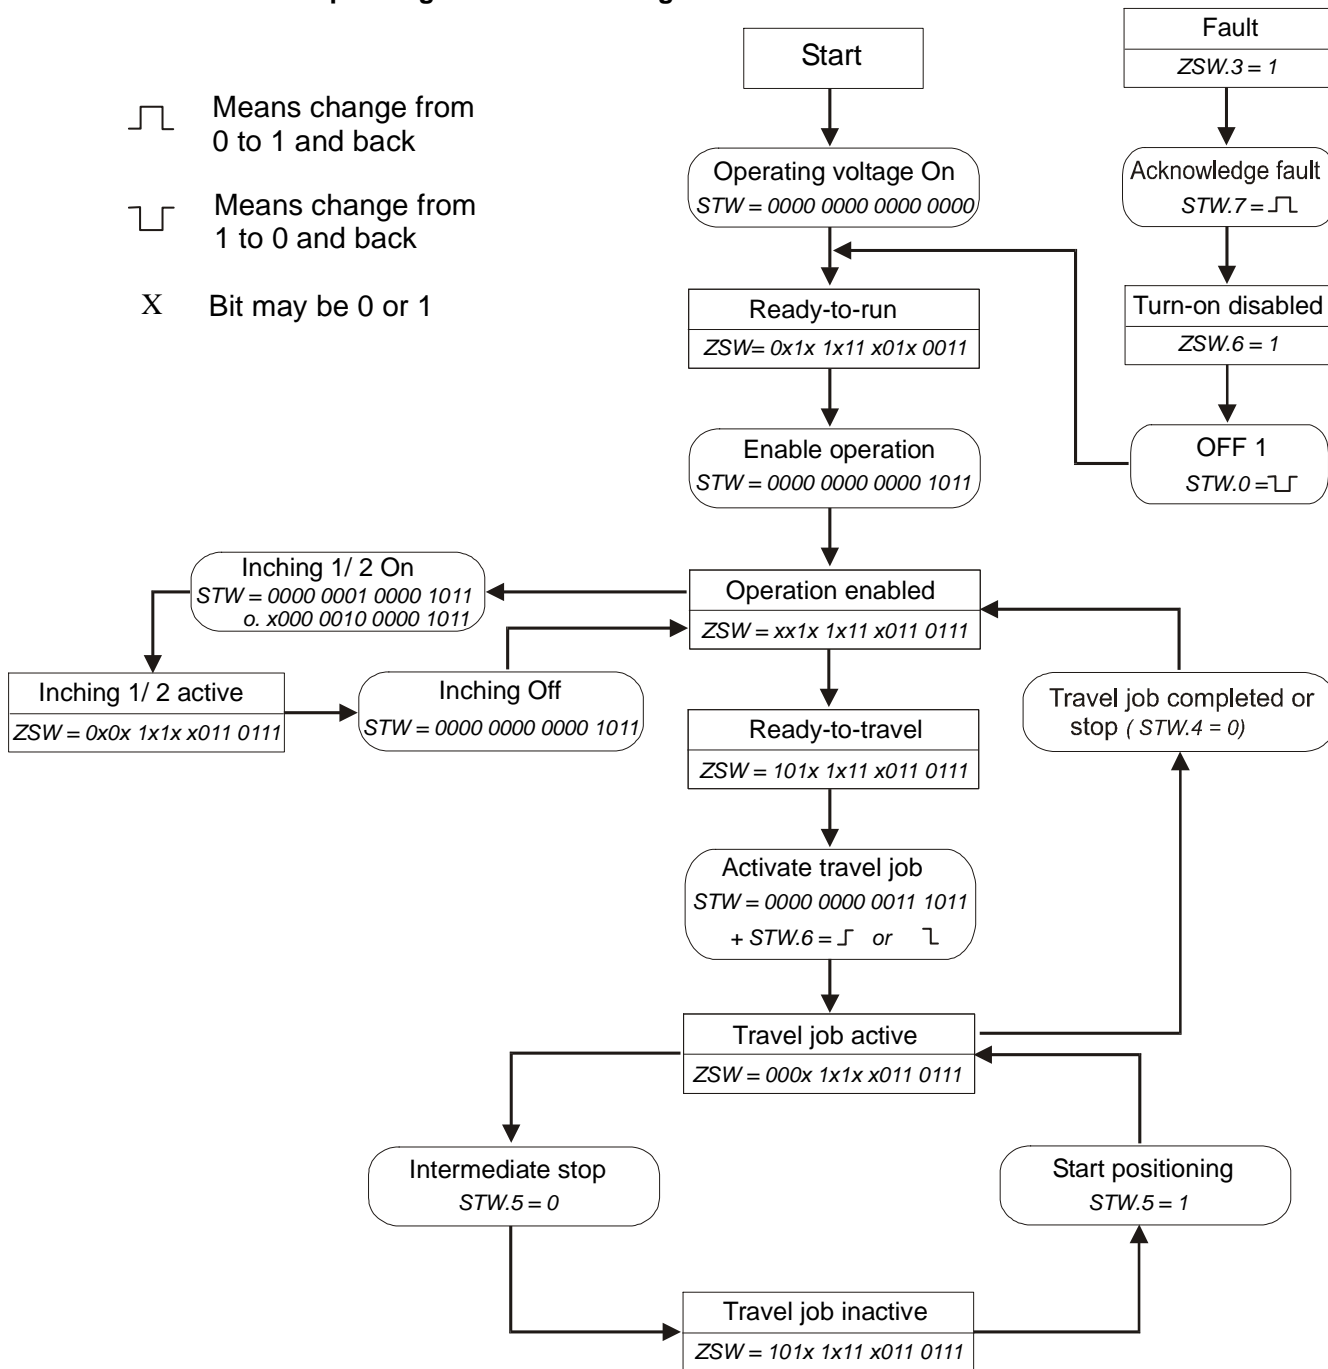 Start
Fault
ZSW.3 = 1
Means change from
0 to 1 and back
Operating voltage On
STW = 0000 0000 0000 0000
Acknowledge fault
STW.7 =
Means change from
1 to 0 and back
X Bit may be 0 or 1
Ready-to-run
ZSW= 0x1x 1x11 x01x 0011
Turn-on disabled
ZSW.6 = 1
Enable operation
STW = 0000 0000 0000 1011
OFF 1
STW.0 =
Inching 1/ 2 On
STW = 0000 0001 0000 1011
o. x000 0010 0000 1011
Operation enabled
ZSW = xx1x 1x11 x011 0111
Inching 1/ 2 active
ZSW = 0x0x 1x1x x011 0111
Inching Off
STW = 0000 0000 0000 1011
Ready-to-travel
ZSW = 101x 1x11 x011 0111
Travel job completed or
stop ( STW.4 = 0)
Activate travel job
STW = 0000 0000 0011 1011
+ STW.6 = or
Travel job active
ZSW = 000x 1x1x x011 0111
Intermediate stop
STW.5 = 0
Start positioning
STW.5 = 1
Travel job inactive
ZSW = 101x 1x11 x011 0111